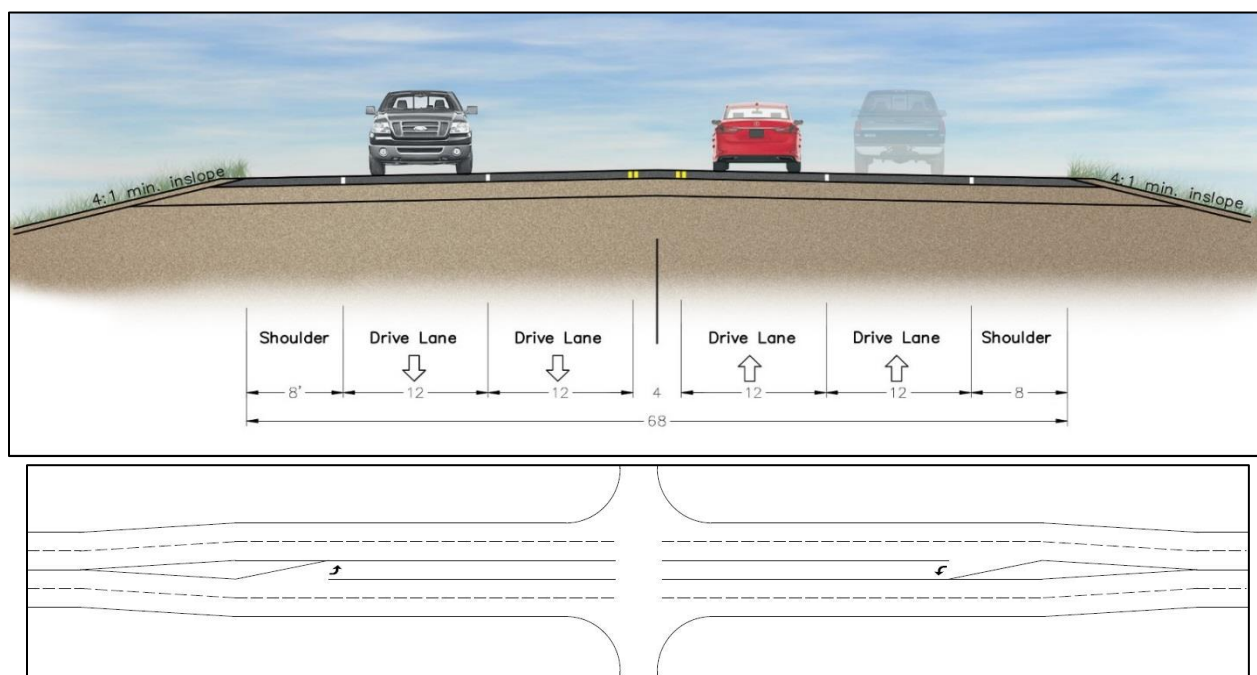 4:1 min. inslope
4:1 min. inslope
Shoulder Drive Lane Drive Lane Drive Lane Drive Lane Shoulder
8' 12 12 4 12 12 8
68